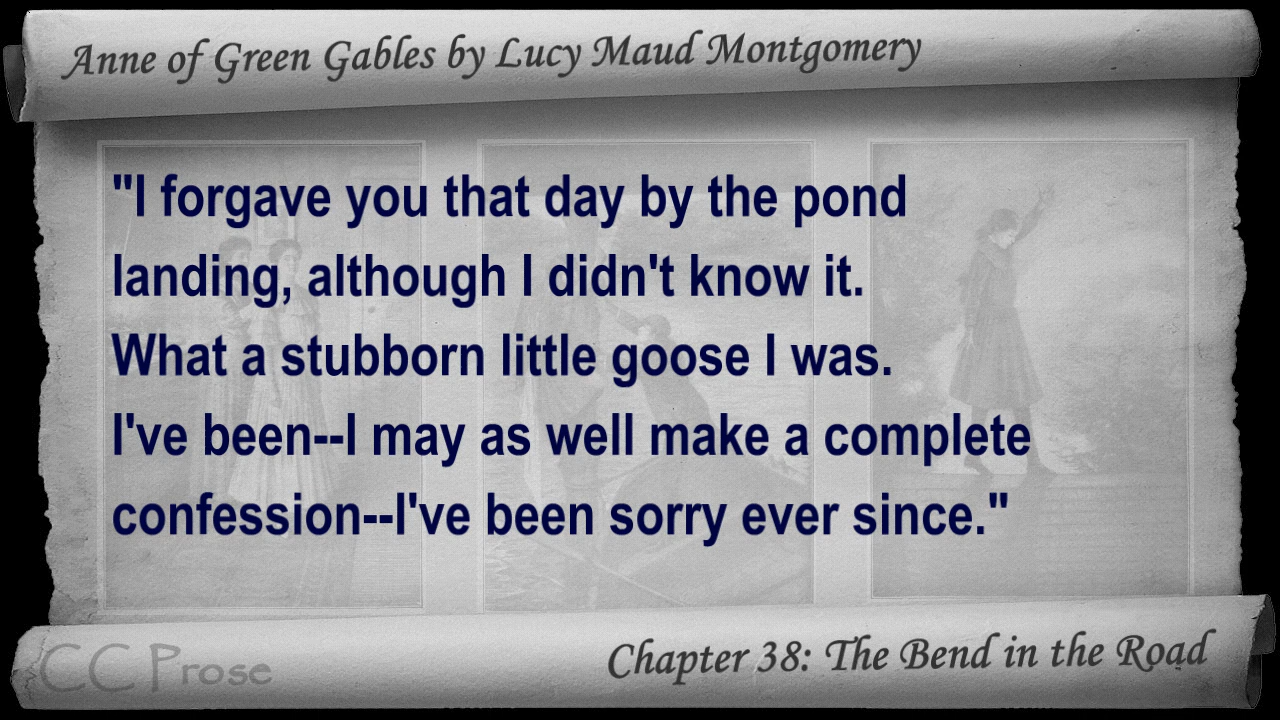 Anne of Green Gables by Lucy Maud Montgomery
"I forgave you that day by the pond
landing, although I didn't know it.
What a stubborn little goose I was.
I've been--I may as well make a complete
confession--I've been sorry ever since."
CC Prose
Chapter 38: The Bend in the Road